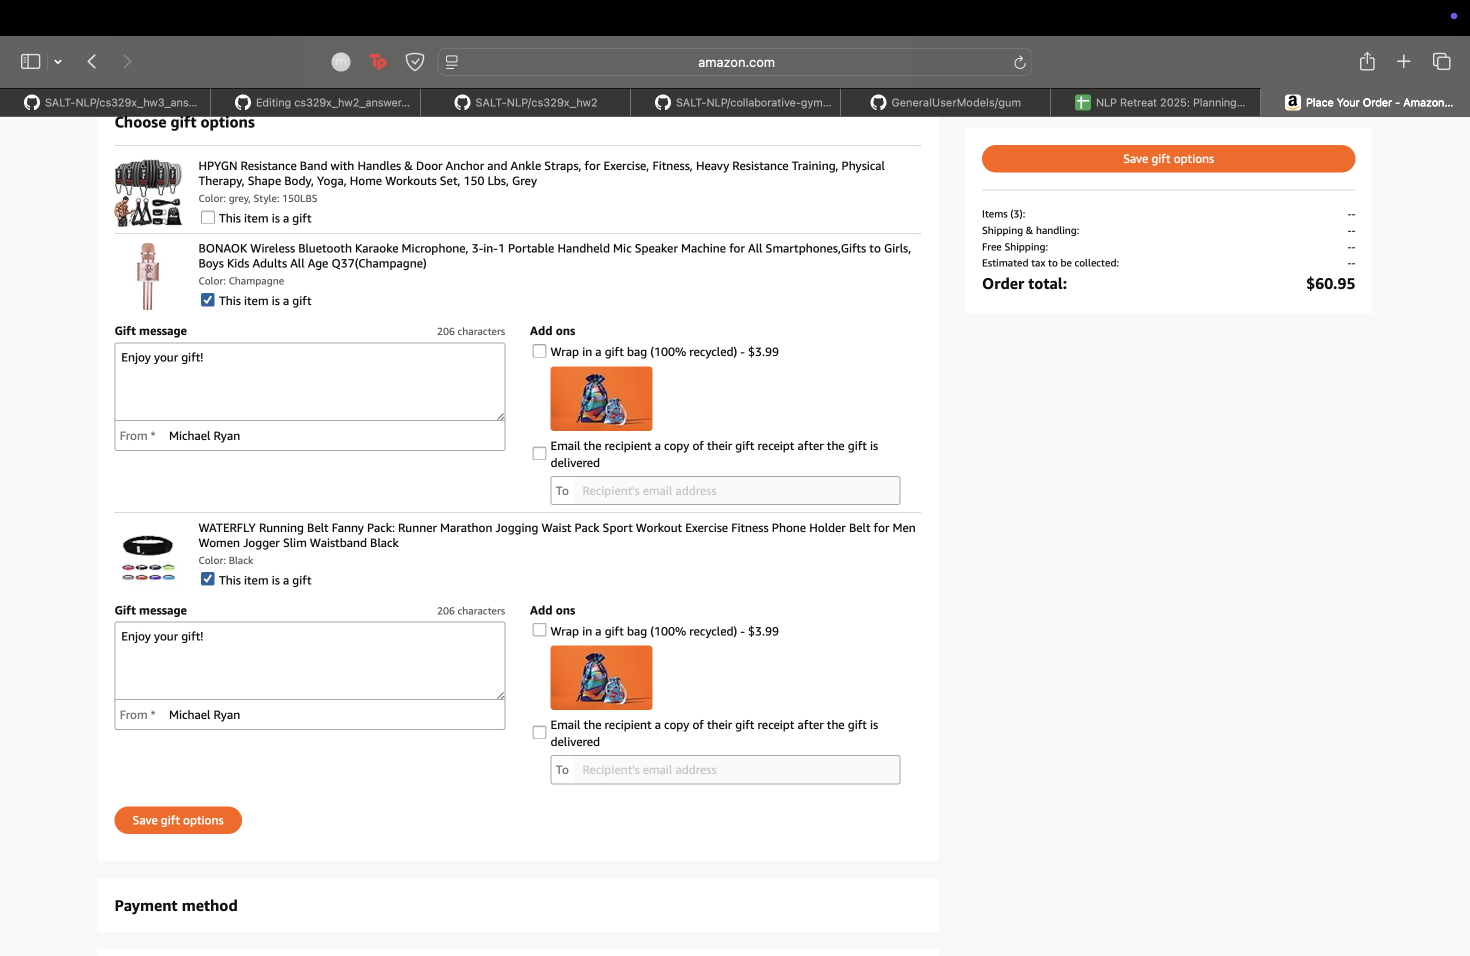 amazon.com
SALT-NLP/cs329x_hw3_ans...
Editing cs329x_hw2_answer...
SALT-NLP/cs329x_hw2
SALT-NLP/collaborative-gym...
GeneralUserModels/gum
NLP Retreat 2025: Planning...
Place Your Order - Amazon...
Choose gift options
HPYGN Resistance Band with Handles & Door Anchor and Ankle Straps, for Exercise, Fitness, Heavy Resistance Training, Physical
Therapy, Shape Body, Yoga, Home Workouts Set, 150 Lbs, Grey
Color: grey, Style: 150LBS
This item is a gift
BONAOK Wireless Bluetooth Karaoke Microphone, 3-in-1 Portable Handheld Mic Speaker Machine for All Smartphones,Gifts to Girls,
Boys Kids Adults All Age Q37(Champagne)
Color: Champagne
This item is a gift
Gift message
206 characters
Enjoy your gift!
From * Michael Ryan
Add ons
Wrap in a gift bag (100% recycled) - $3.99
Email the recipient a copy of their gift receipt after the gift is
delivered
To Recipient's email address
WATERFLY Running Belt Fanny Pack: Runner Marathon Jogging Waist Pack Sport Workout Exercise Fitness Phone Holder Belt for Men
Women Jogger Slim Waistband Black
Color: Black
This item is a gift
Gift message
206 characters
Enjoy your gift!
From * Michael Ryan
Add ons
Wrap in a gift bag (100% recycled) - $3.99
Email the recipient a copy of their gift receipt after the gift is
delivered
To Recipient's email address
Save gift options
Payment method
Save gift options
Items (3): --
Shipping & handling: --
Free Shipping: --
Estimated tax to be collected: --
Order total: $60.95